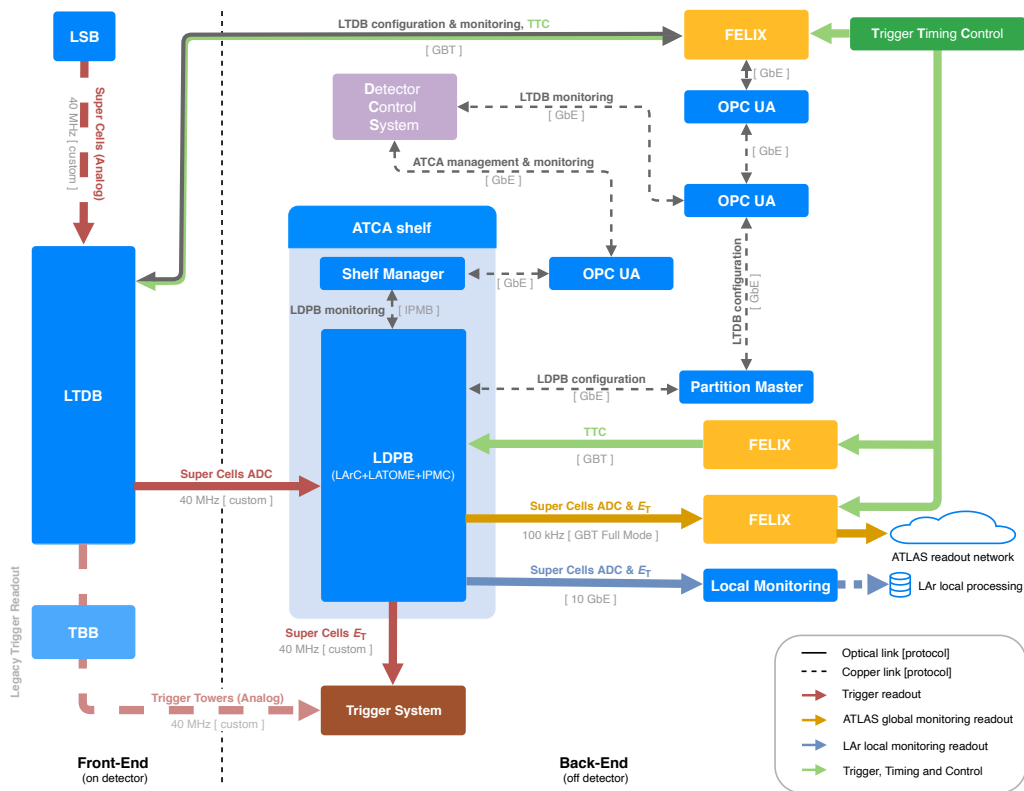 LSB
LTDB configuration & monitoring, TTC
[ GBT ]
FELIX
Trigger Timing Control
[ GbE ]
Detector
Control
System
LTDB monitoring
[ GbE ]
OPC UA
[ GbE ]
Super Cells (Analog)
40 MHz [ custom ]
ATCA management & monitoring
[ GbE ]
OPC UA
ATCA shelf
Shelf Manager
[ GbE ]
OPC UA
LTDB configuration
[ GbE ]
LDPB monitoring
[ IPMB ]
LTDB
LDPB configuration
[ GbE ]
Partition Master
TTC
[ GBT ]
FELIX
LDPB
(LArC+LATOME+IPMC)
Super Cells ADC
40 MHz [ custom ]
Super Cells ADC & ET
100 kHz [ GBT Full Mode ]
FELIX
ATLAS readout network
Super Cells ADC & ET
[ 10 GbE ]
Local Monitoring
LAr local processing
Legacy Trigger Readout
TBB
Super Cells ET
40 MHz [ custom ]
Trigger Towers (Analog)
40 MHz [ custom ]
Trigger System
Optical link [protocol]
Copper link [protocol]
Trigger readout
ATLAS global monitoring readout
LAr local monitoring readout
Trigger, Timing and Control
Front-End
(on detector)
Back-End
(off detector)